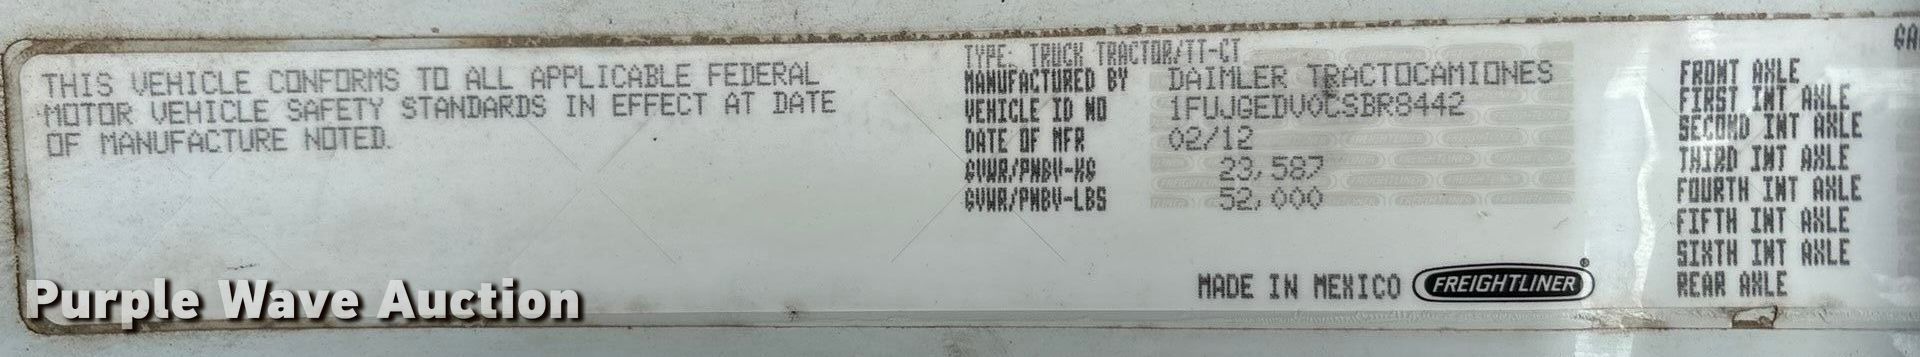 THIS VEHICLE CONFORMS TO ALL APPLICABLE FEDERAL
MOTOR VEHICLE SAFETY STANDARDS IN EFFECT AT DATE
OF MANUFACTURE NOTED.
TYPE: TRUCK TRACTOR/TT-CT
MANUFACTURED BY DAIMLER TRACTOCAMIONES
VEHICLE ID NO 1FUJGEDV0CSBR8442
DATE OF MFR 02/12
GVWR/PNBV-KG 23,587
GVWR/PNBV-LBS 52,000
MADE IN MEXICO FREIGHTLINER®
FRONT AXLE
FIRST INT AXLE
SECOND INT AXLE
THIRD INT AXLE
FOURTH INT AXLE
FIFTH INT AXLE
SIXTH INT AXLE
REAR AXLE
Purple Wave Auction